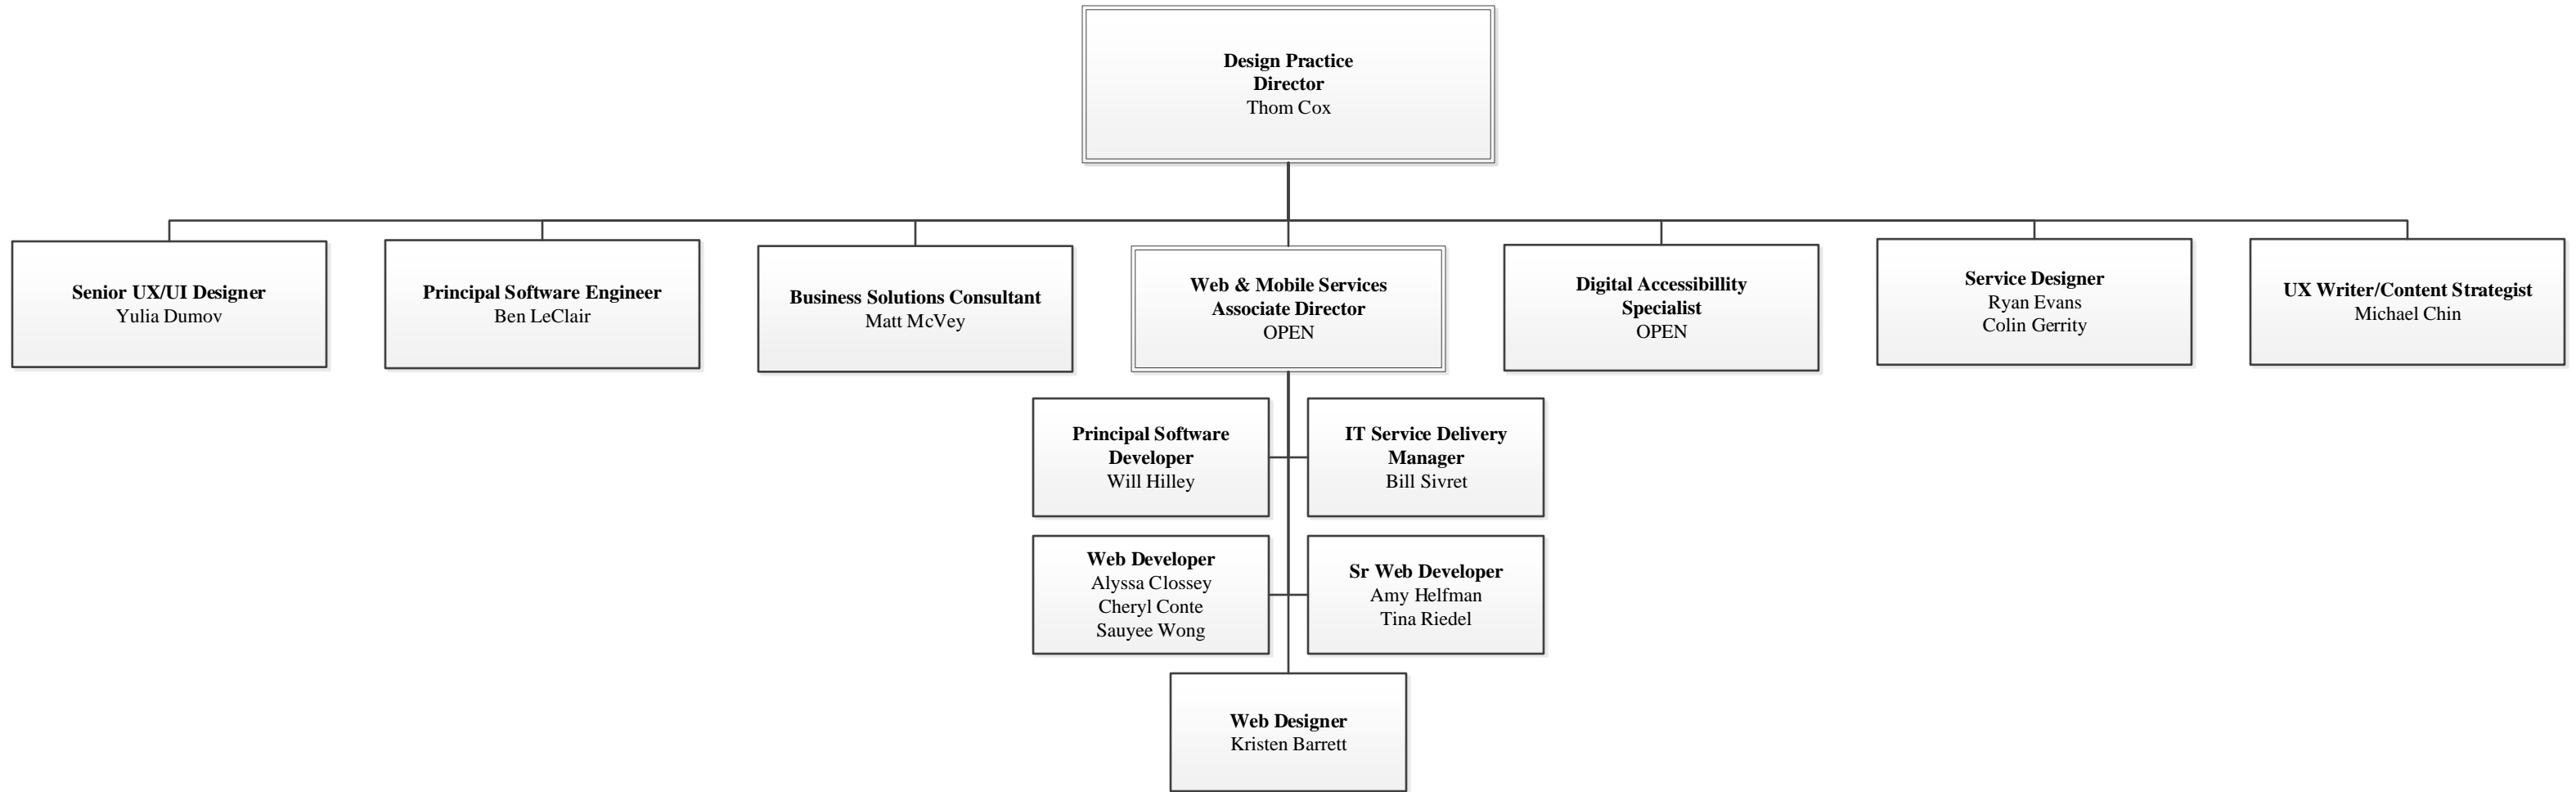 Design Practice
Director
Thom Cox
Senior UX/UI Designer
Yulia Dumov
Principal Software Engineer
Ben LeClair
Business Solutions Consultant
Matt McVey
Web & Mobile Services
Associate Director
OPEN
Digital Accessibillity
Specialist
OPEN
Service Designer
Ryan Evans
Colin Gerrity
UX Writer/Content Strategist
Michael Chin
Principal Software
Developer
Will Hilley
IT Service Delivery
Manager
Bill Sivret
Web Developer
Alyssa Clossey
Cheryl Conte
Sauyee Wong
Sr Web Developer
Amy Helfman
Tina Riedel
Web Designer
Kristen Barrett